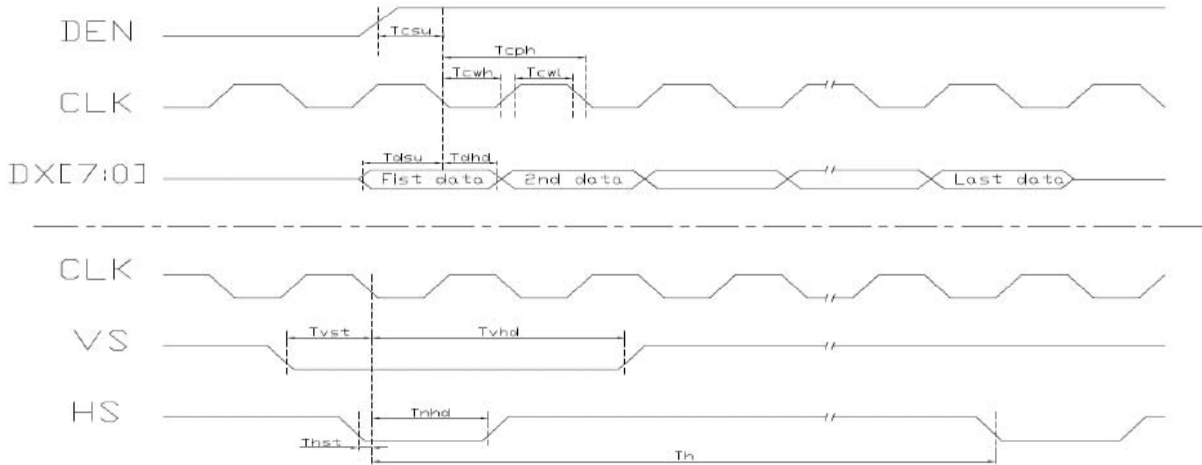 DEN
Tcsu
Tcph
Tcwh
Tcwl
CLK
Tdsu
Tdhd
DX[7:0]
Fist data
2nd data
Last data
CLK
Tvst
Tvhd
VS
HS
Tnhd
Thst
Th